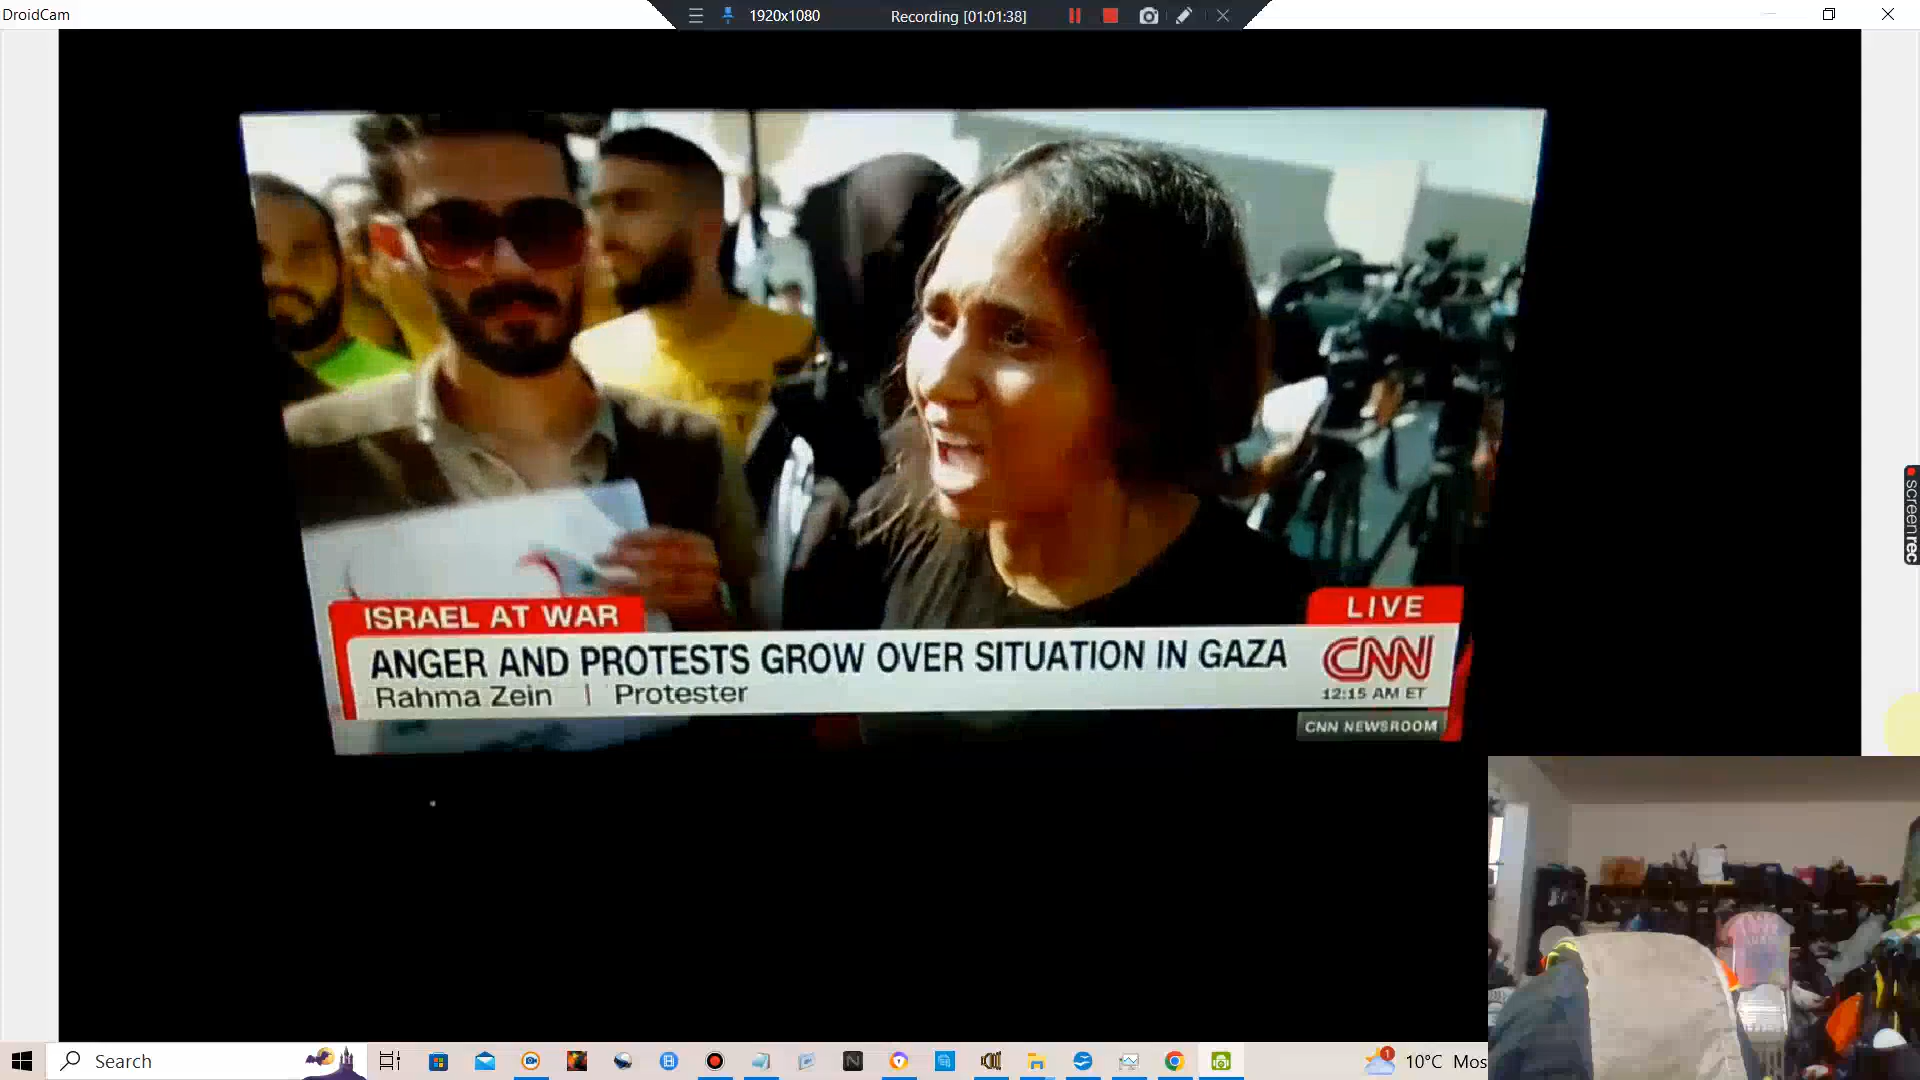 DroidCam
1920x1080
Recording [01:01:38]
ISRAEL AT WAR
LIVE
ANGER AND PROTESTS GROW OVER SITUATION IN GAZA
CNN
Rahma Zein | Protester
12:15 AM ET
CNN NEWSROOM
screenrec
Search
N
1
10°C Mos